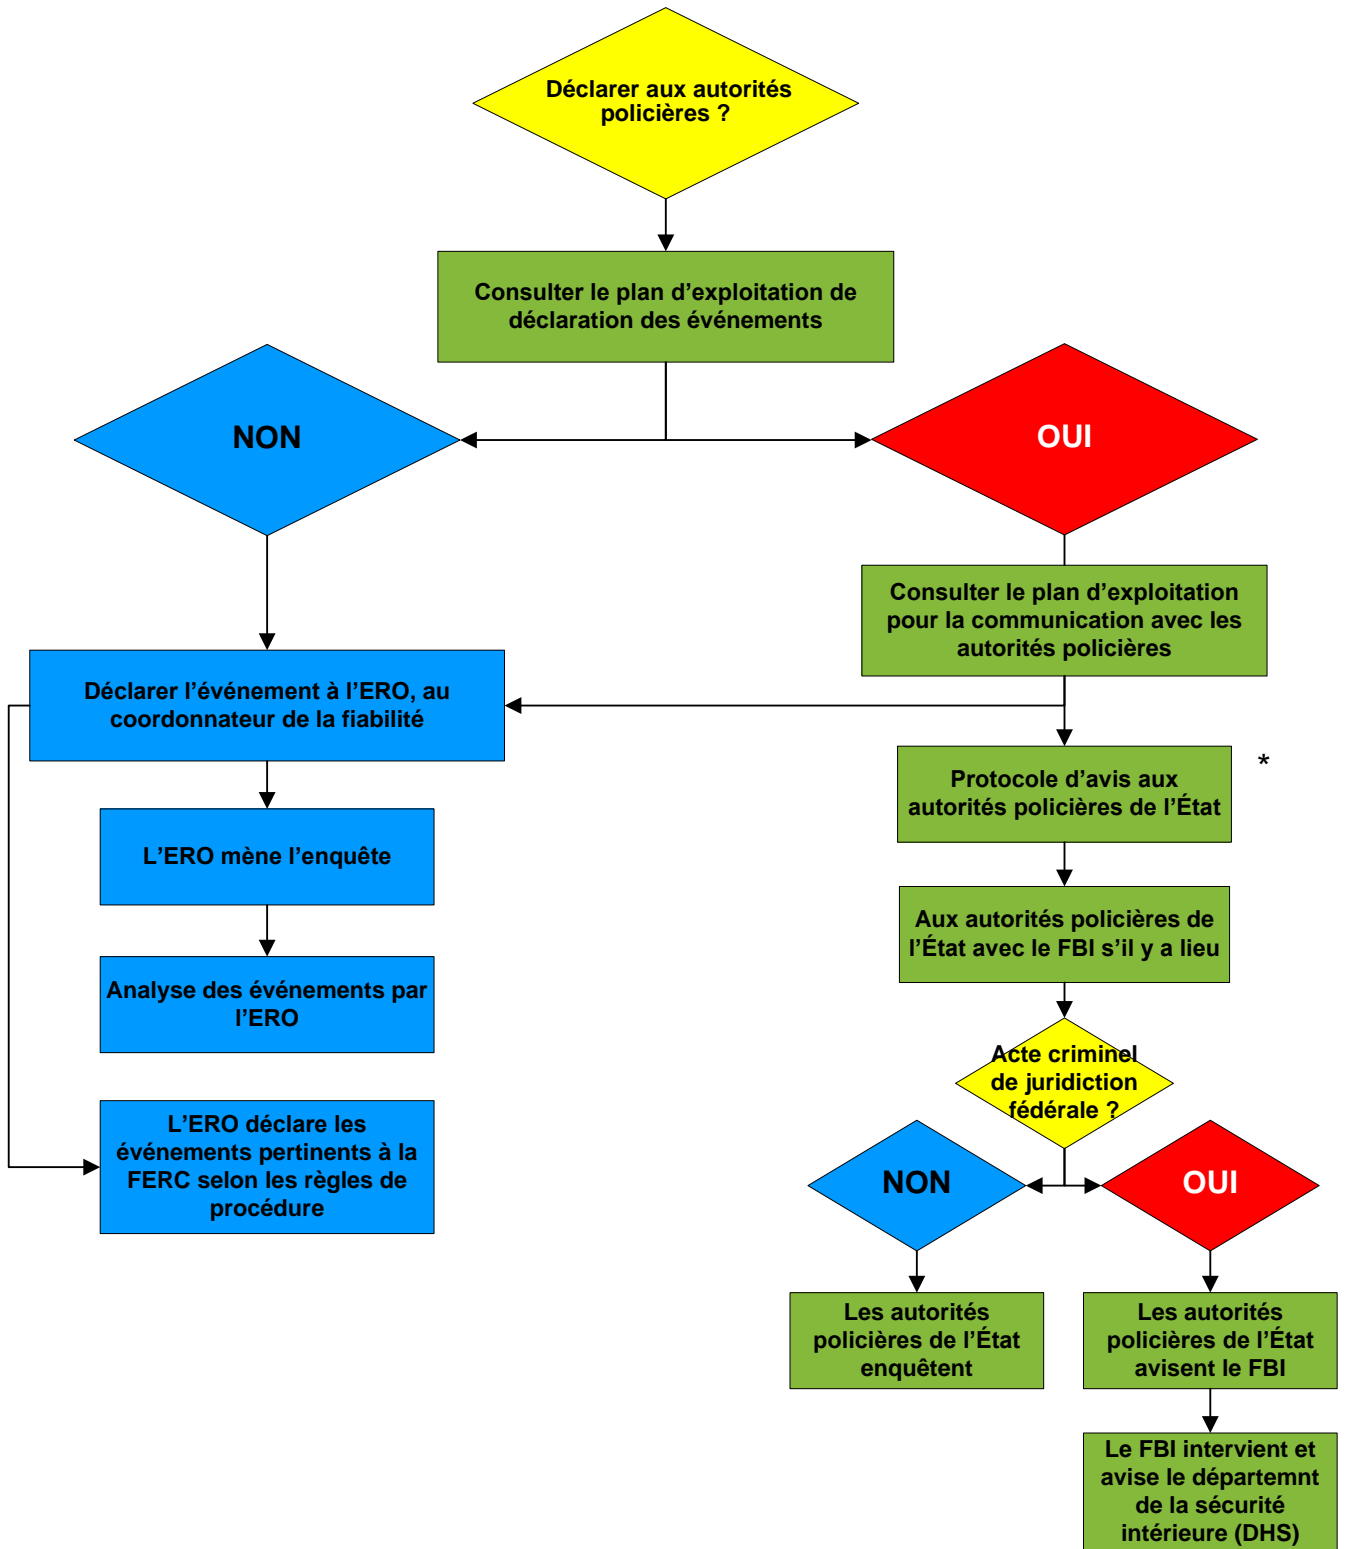 Déclarer aux autorités
policières ?
Consulter le plan d’exploitation de
déclaration des événements
NON
OUI
Consulter le plan d’exploitation
pour la communication avec les
autorités policières
Déclarer l’événement à l’ERO, au
coordonnateur de la fiabilité
Protocole d’avis aux
autorités policières de l’État
*
L’ERO mène l’enquête
Aux autorités policières de
l’État avec le FBI s’il y a lieu
Analyse des événements par
l’ERO
Acte criminel
de juridiction
fédérale ?
L’ERO déclare les
événements pertinents à la
FERC selon les règles de
procédure
NON
OUI
Les autorités
policières de l’État
enquêtent
Les autorités
policières de l’État
avisent le FBI
Le FBI intervient et
avise le départemnt
de la sécurité
intérieure (DHS)